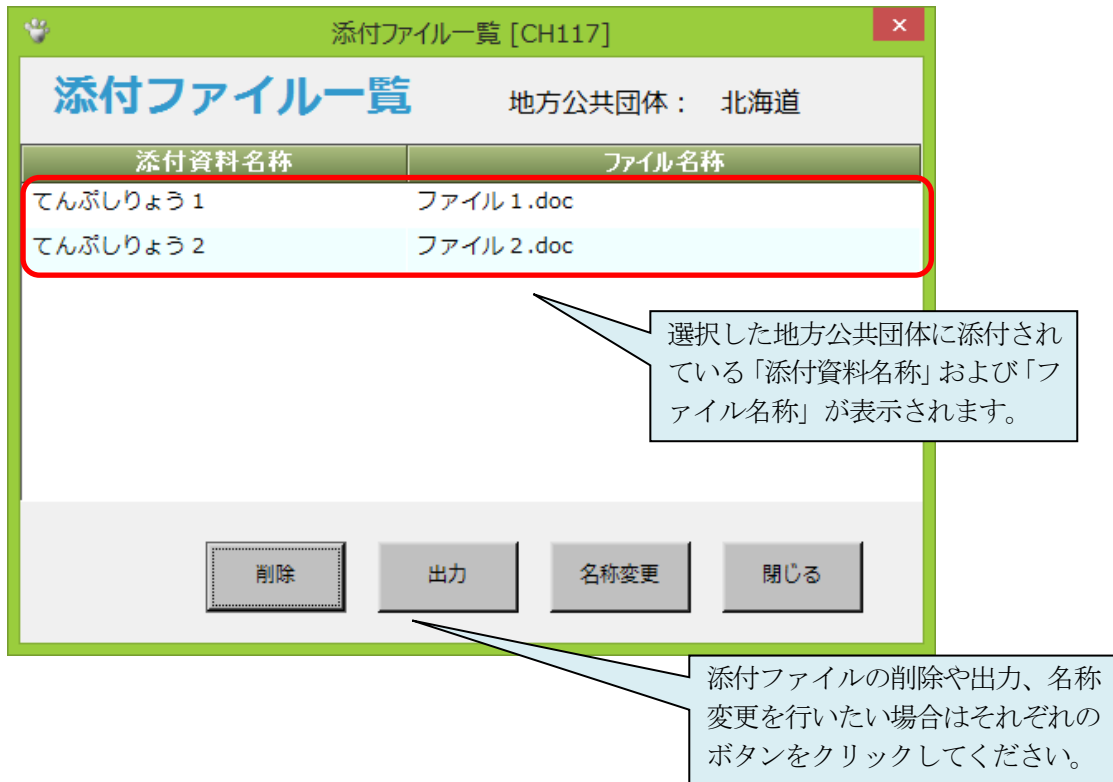 添付ファイル一覧 [CH117]
添付ファイル一覧 地方公共団体： 北海道
添付資料名称 ファイル名称
てんぷしりょう１ ファイル１.doc
てんぷしりょう２ ファイル２.doc
選択した地方公共団体に添付され
ている「添付資料名称」および「フ
ァイル名称」が表示されます。
削除 出力 名称変更 閉じる
添付ファイルの削除や出力、名称
変更を行いたい場合はそれぞれの
ボタンをクリックしてください。